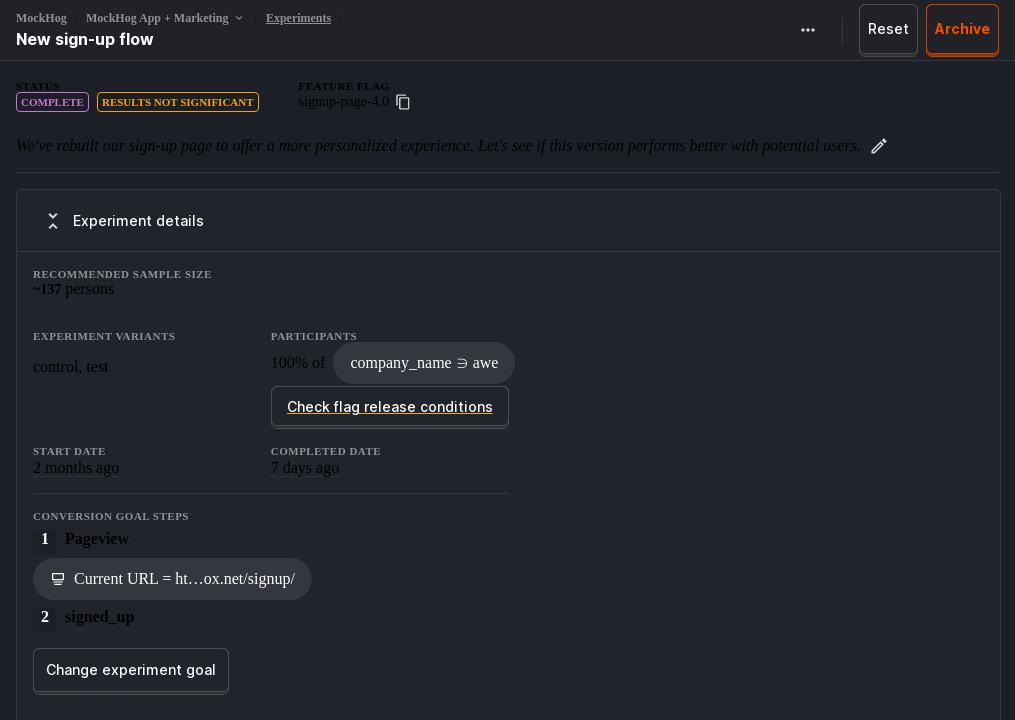 MockHog / MockHog App + Marketing / Experiments /
New sign-up flow
Reset
Archive
STATUS
COMPLETE
RESULTS NOT SIGNIFICANT
FEATURE FLAG
signup-page-4.0
We've rebuilt our sign-up page to offer a more personalized experience. Let's see if this version performs better with potential users.
Experiment details
RECOMMENDED SAMPLE SIZE
~137 persons
EXPERIMENT VARIANTS
control, test
PARTICIPANTS
100% of company_name ∋ awe
Check flag release conditions
START DATE
2 months ago
COMPLETED DATE
7 days ago
CONVERSION GOAL STEPS
1 Pageview
Current URL = ht…ox.net/signup/
2 signed_up
Change experiment goal